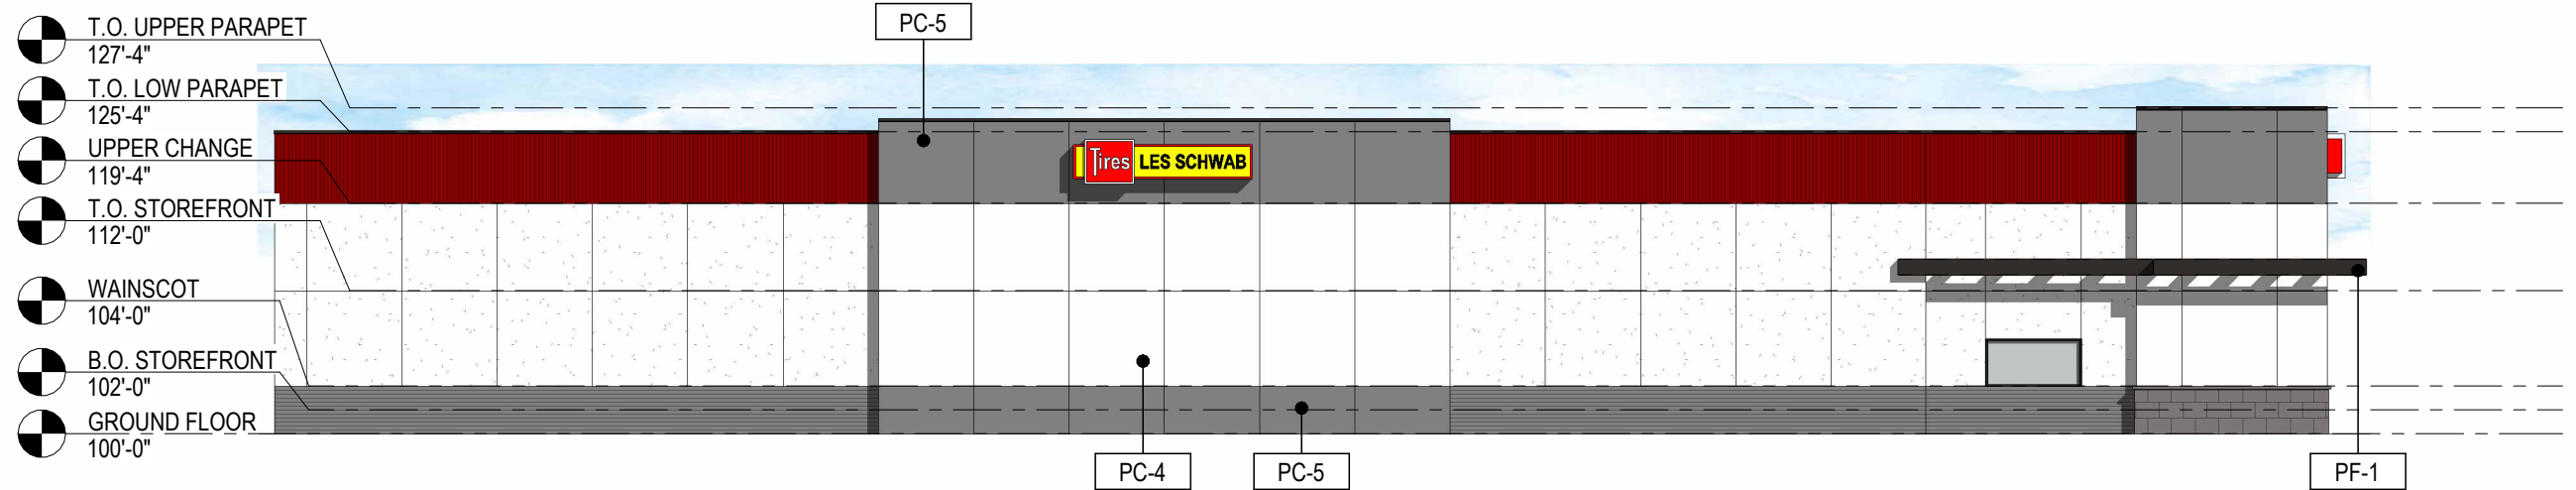 T.O. UPPER PARAPET
127'-4"
T.O. LOW PARAPET
125'-4"
UPPER CHANGE
119'-4"
T.O. STOREFRONT
112'-0"
WAINSCOT
104'-0"
B.O. STOREFRONT
102'-0"
GROUND FLOOR
100'-0"
PC-5
Tires LES SCHWAB
PC-4
PC-5
PF-1